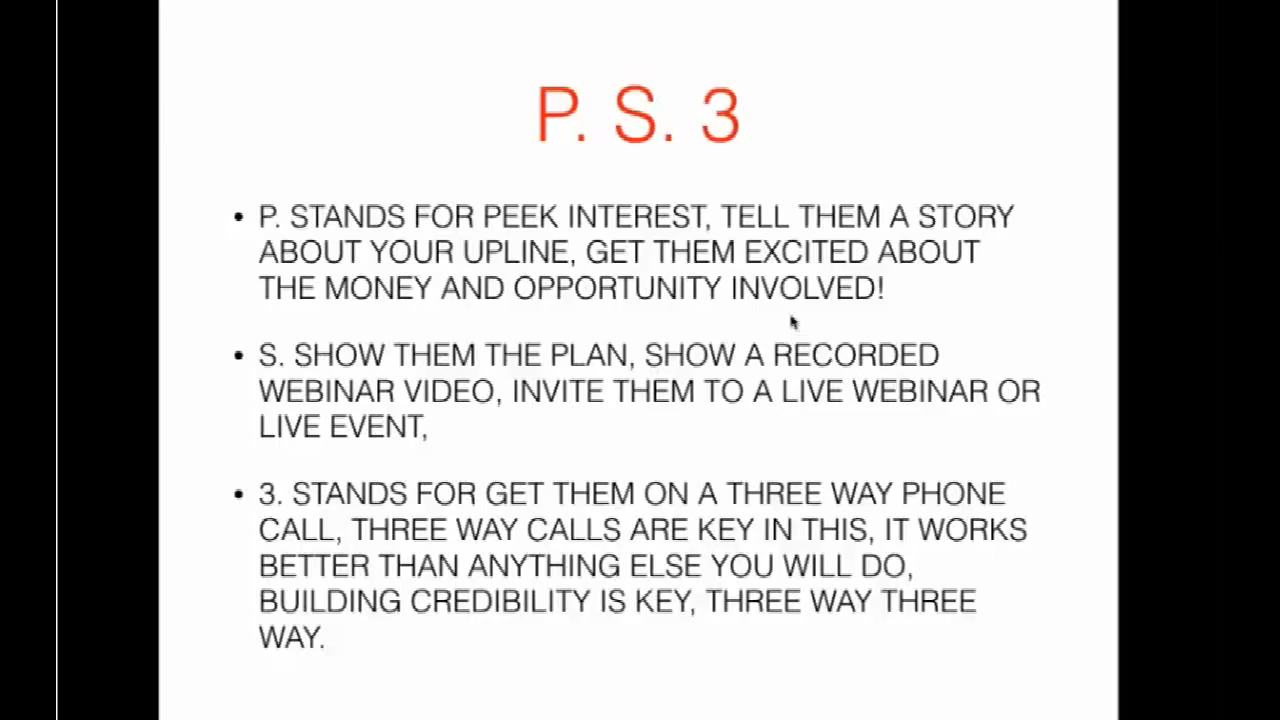 P. S. 3
• P. STANDS FOR PEEK INTEREST, TELL THEM A STORY
ABOUT YOUR UPLINE, GET THEM EXCITED ABOUT
THE MONEY AND OPPORTUNITY INVOLVED!
• S. SHOW THEM THE PLAN, SHOW A RECORDED
WEBINAR VIDEO, INVITE THEM TO A LIVE WEBINAR OR
LIVE EVENT,
• 3. STANDS FOR GET THEM ON A THREE WAY PHONE
CALL, THREE WAY CALLS ARE KEY IN THIS, IT WORKS
BETTER THAN ANYTHING ELSE YOU WILL DO,
BUILDING CREDIBILITY IS KEY, THREE WAY THREE
WAY.